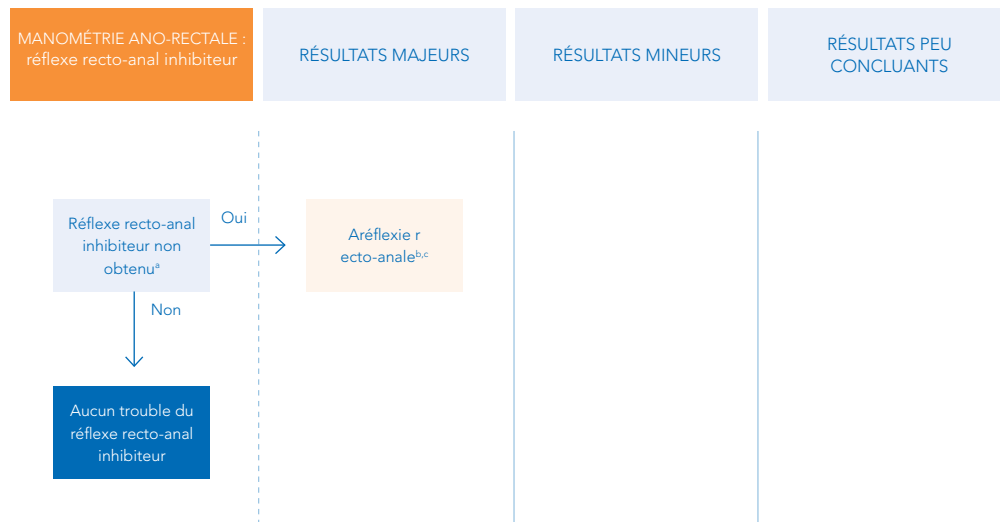 MANOMÉTRIE ANO-RECTALE :
réflexe recto-anal inhibiteur
RÉSULTATS MAJEURS
RÉSULTATS MINEURS
RÉSULTATS PEU
CONCLUANTS
Réflexe recto-anal
inhibiteur non
obtenuᵃ
Oui
Aréflexie r
ecto-analeᵇ,ᶜ
Non
Aucun trouble du
réflexe recto-anal
inhibiteur